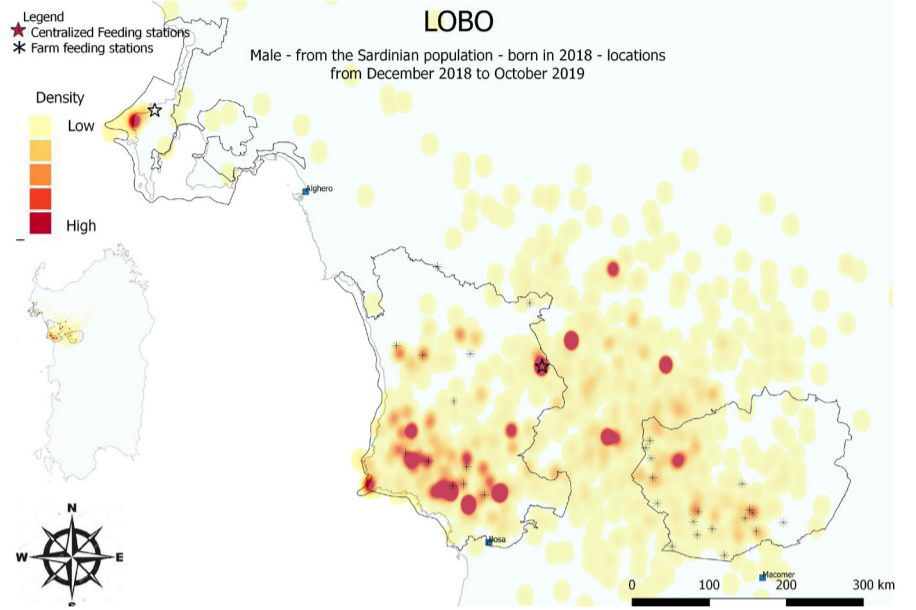 LOBO
Male - from the Sardinian population - born in 2018 - locations
from December 2018 to October 2019
Legend
Centralized Feeding stations
Farm feeding stations
Density
Low
High
Alghero
Bosa
Macomer
N
W E
S
0 100 200 300 km